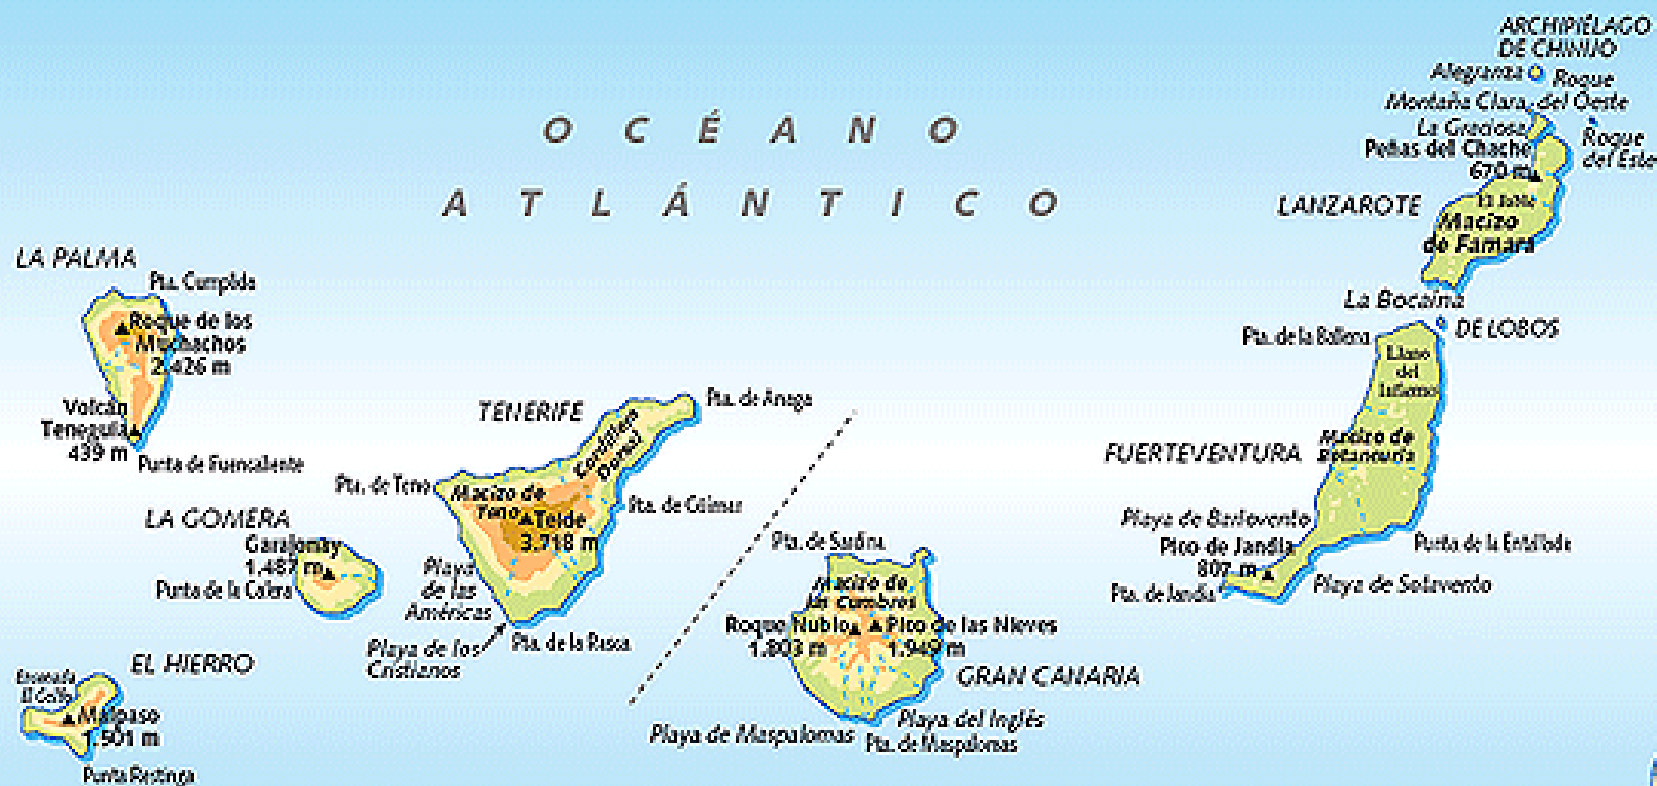 ARCHIPIÉLAGO
DE CHINIJO
Alegranza
Roque
del Oeste
Montaña Clara
La Graciosa
Roque
del Este
Peñas del Chache
670 m
LANZAROTE
Macizo
de Famara
La Bocaina
DE LOBOS
Pta. de la Ballena
Llano
del
Infierno
FUERTEVENTURA
Macizo de
Betancuria
Playa de Barlovento
Pico de Jandía
807 m
Pta. de Jandía
Punta de la Entallada
Playa de Sotavento
OCÉANO
ATLÁNTICO
LA PALMA
Pta. Cumplida
Roque de los
Muchachos
2.426 m
Volcán
Teneguía
439 m
Punta de Fuencaliente
TENERIFE
Pta. de Anaga
Cordillera
Dorsal
Pta. de Teno
Macizo de
Teno
Teide
3.718 m
Pta. de Güímar
Playa
de las
Américas
Playa de los
Cristianos
Pta. de la Rasca
LA GOMERA
Garajonay
1.487 m
Punta de la Calera
EL HIERRO
Ensenada
El Golfo
Malpaso
1.501 m
Punta Restinga
Pta. de Sardina
Macizo de
las Cumbres
Roque Nublo
1.803 m
Pico de las Nieves
1.949 m
GRAN CANARIA
Playa del Inglés
Playa de Maspalomas
Pta. de Maspalomas